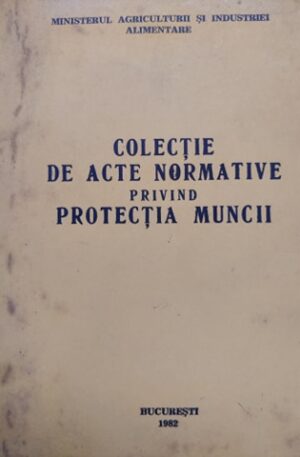 MINISTERUL AGRICULTURII ȘI INDUSTRIEI
ALIMENTARE
COLECȚIE
DE ACTE NORMATIVE
PRIVIND
PROTECȚIA MUNCII
BUCUREȘTI
1982